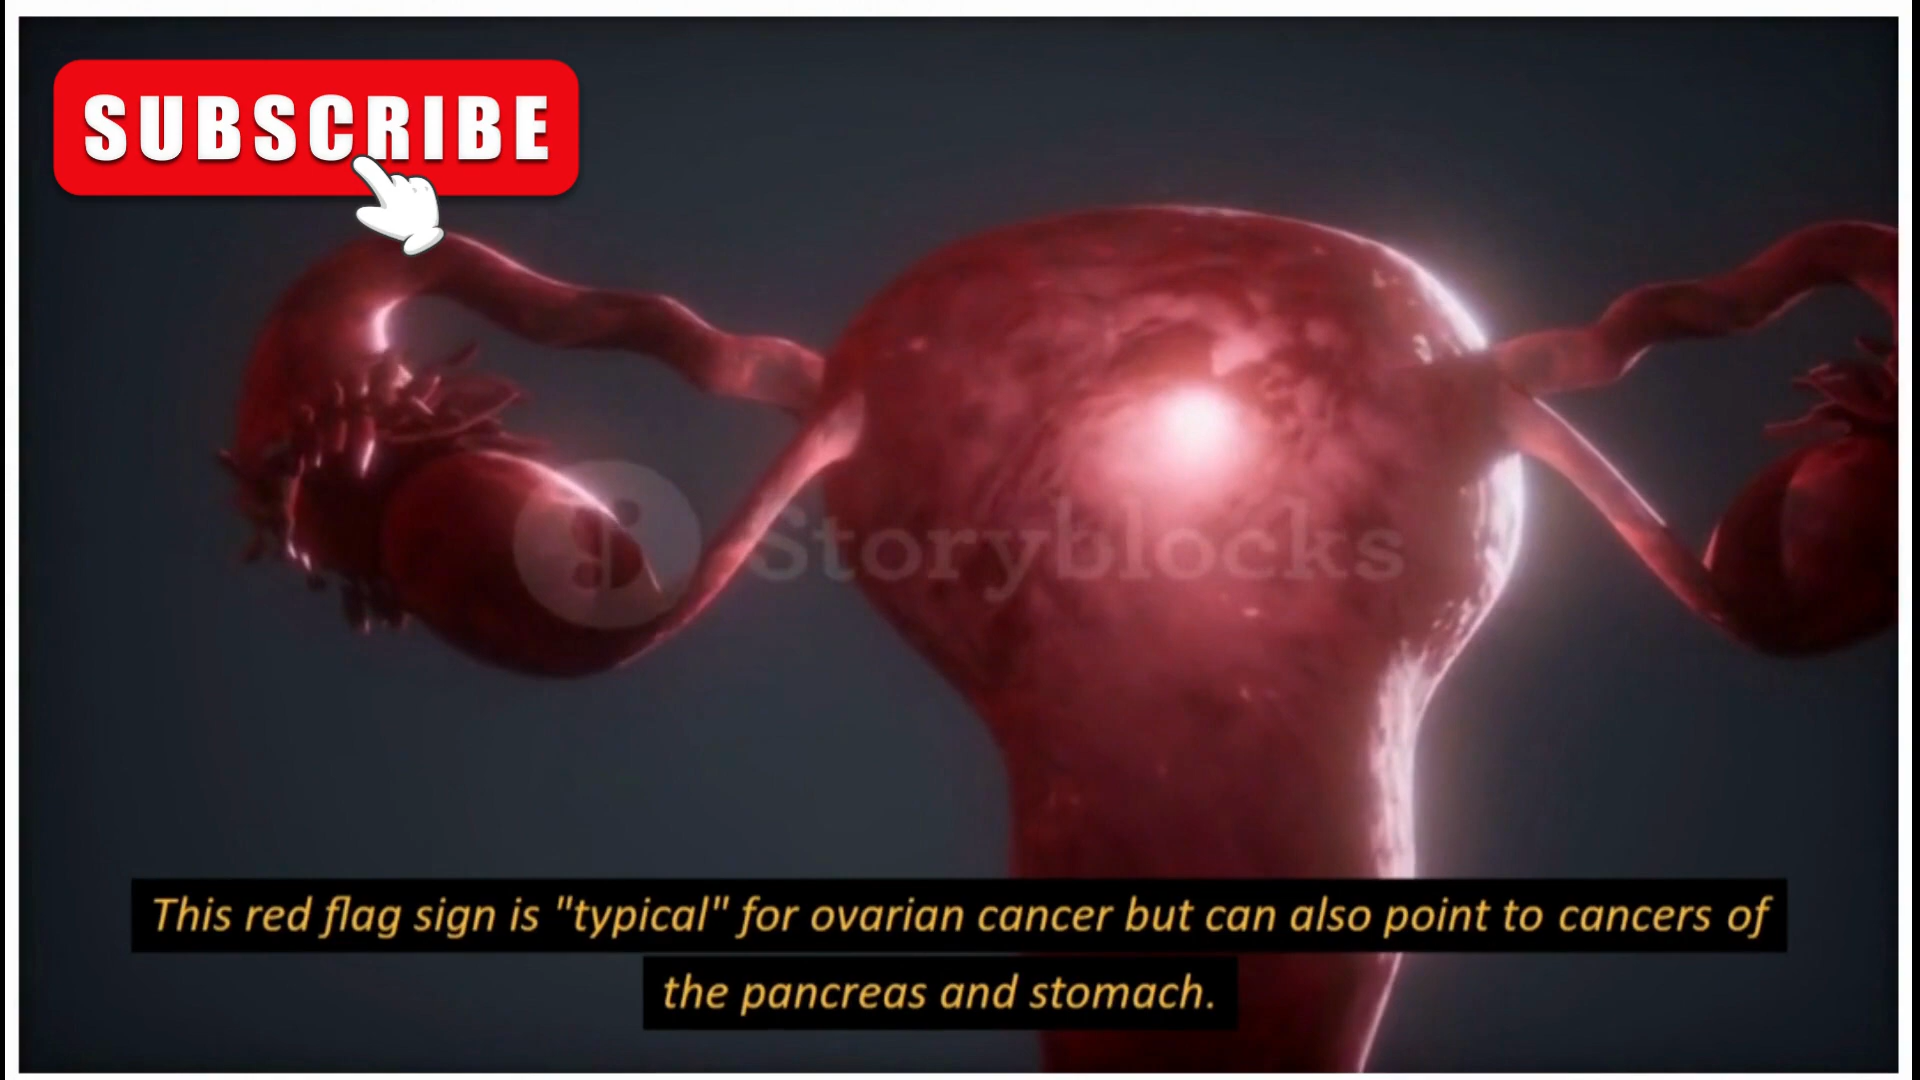 SUBSCRIBE
Storyblocks
This red flag sign is "typical" for ovarian cancer but can also point to cancers of
the pancreas and stomach.